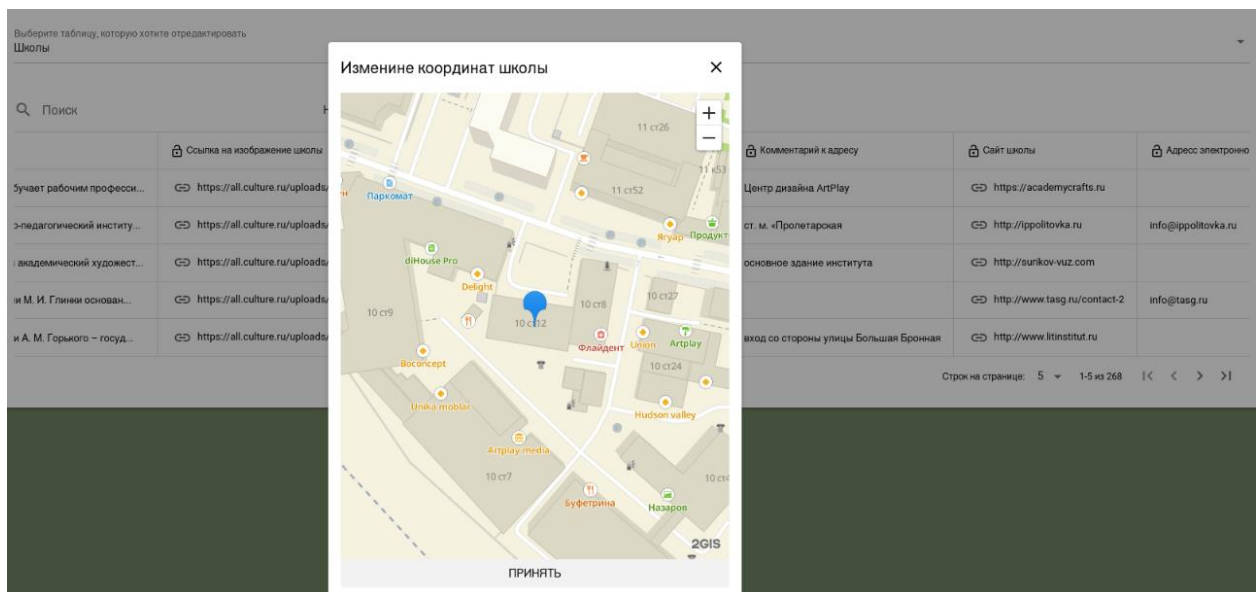 Выберите таблицу, которую хотите отредактировать
Школы
Изменине координат школы
Поиск
Н
Ссылка на изображение школы
Комментарий к адресу
Сайт школы
Адресс электронно
бучает рабочим професси...
https://all.culture.ru/uploads/
Центр дизайна ArtPlay
https://academycrafts.ru
о-педагогический институ...
https://all.culture.ru/uploads/
ст. м. «Пролетарская
http://ippolitovka.ru
info@ippolitovka.ru
академический художест...
https://all.culture.ru/uploads/
основное здание института
http://surikov-vuz.com
и М. И. Глинки основан...
https://all.culture.ru/uploads/
http://www.tasg.ru/contact-2
info@tasg.ru
и А. М. Горького – госуд...
https://all.culture.ru/uploads/
вход со стороны улицы Большая Бронная
http://www.litinstitut.ru
Строк на странице: 5 1-5 из 268
+
−
11 ст26
11 к53
11 ст52
Паркомат
Ягуар
Продукт
diHouse Pro
Delight
10 ст9
10 ст12
10 ст8
10 ст27
Флайдент
Union
Artplay
Boconcept
10 ст24
Unika moblar
Hudson valley
Artplay media
10 ст7
10 ст4
Буфетрина
Назаров
2GIS
ПРИНЯТЬ